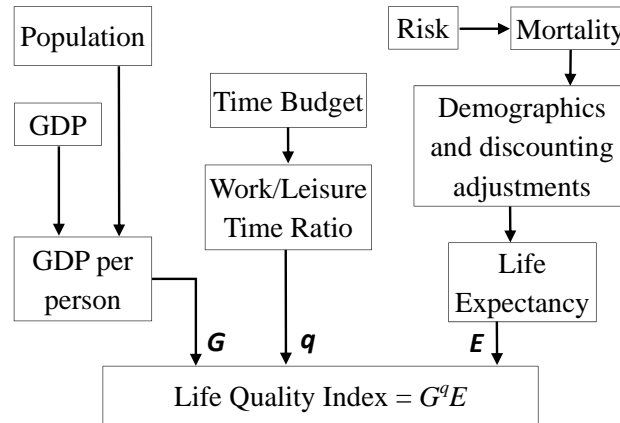 Population
Risk
Mortality
GDP
Time Budget
Demographics
and discounting
adjustments
Work/Leisure
Time Ratio
GDP per
person
Life
Expectancy
G
q
E
Life Quality Index = G^qE